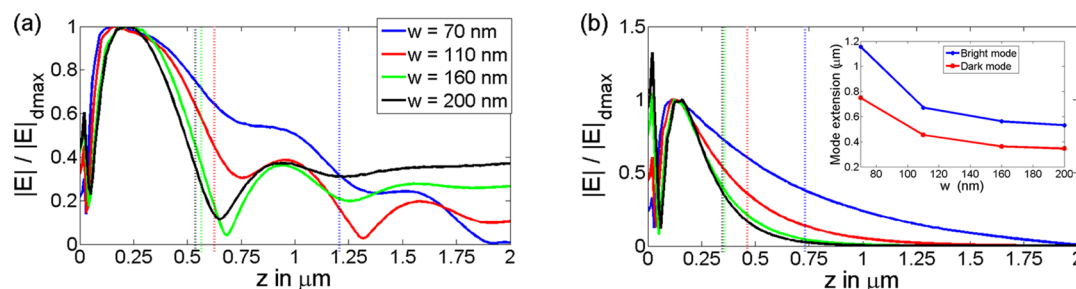 (a)
|E| / |E|dmax
1
0.8
0.6
0.4
0.2
0
0 0.25 0.5 0.75 1 1.25 1.5 1.75 2
z in μm
w = 70 nm
w = 110 nm
w = 160 nm
w = 200 nm
(b)
|E| / |E|dmax
1.5
1
0.5
0
0 0.25 0.5 0.75 1 1.25 1.5 1.75 2
z in μm
Mode extension (μm)
1.2
1
0.8
0.6
0.4
0.2
80 100 120 140 160 180 200
w (nm)
Bright mode
Dark mode